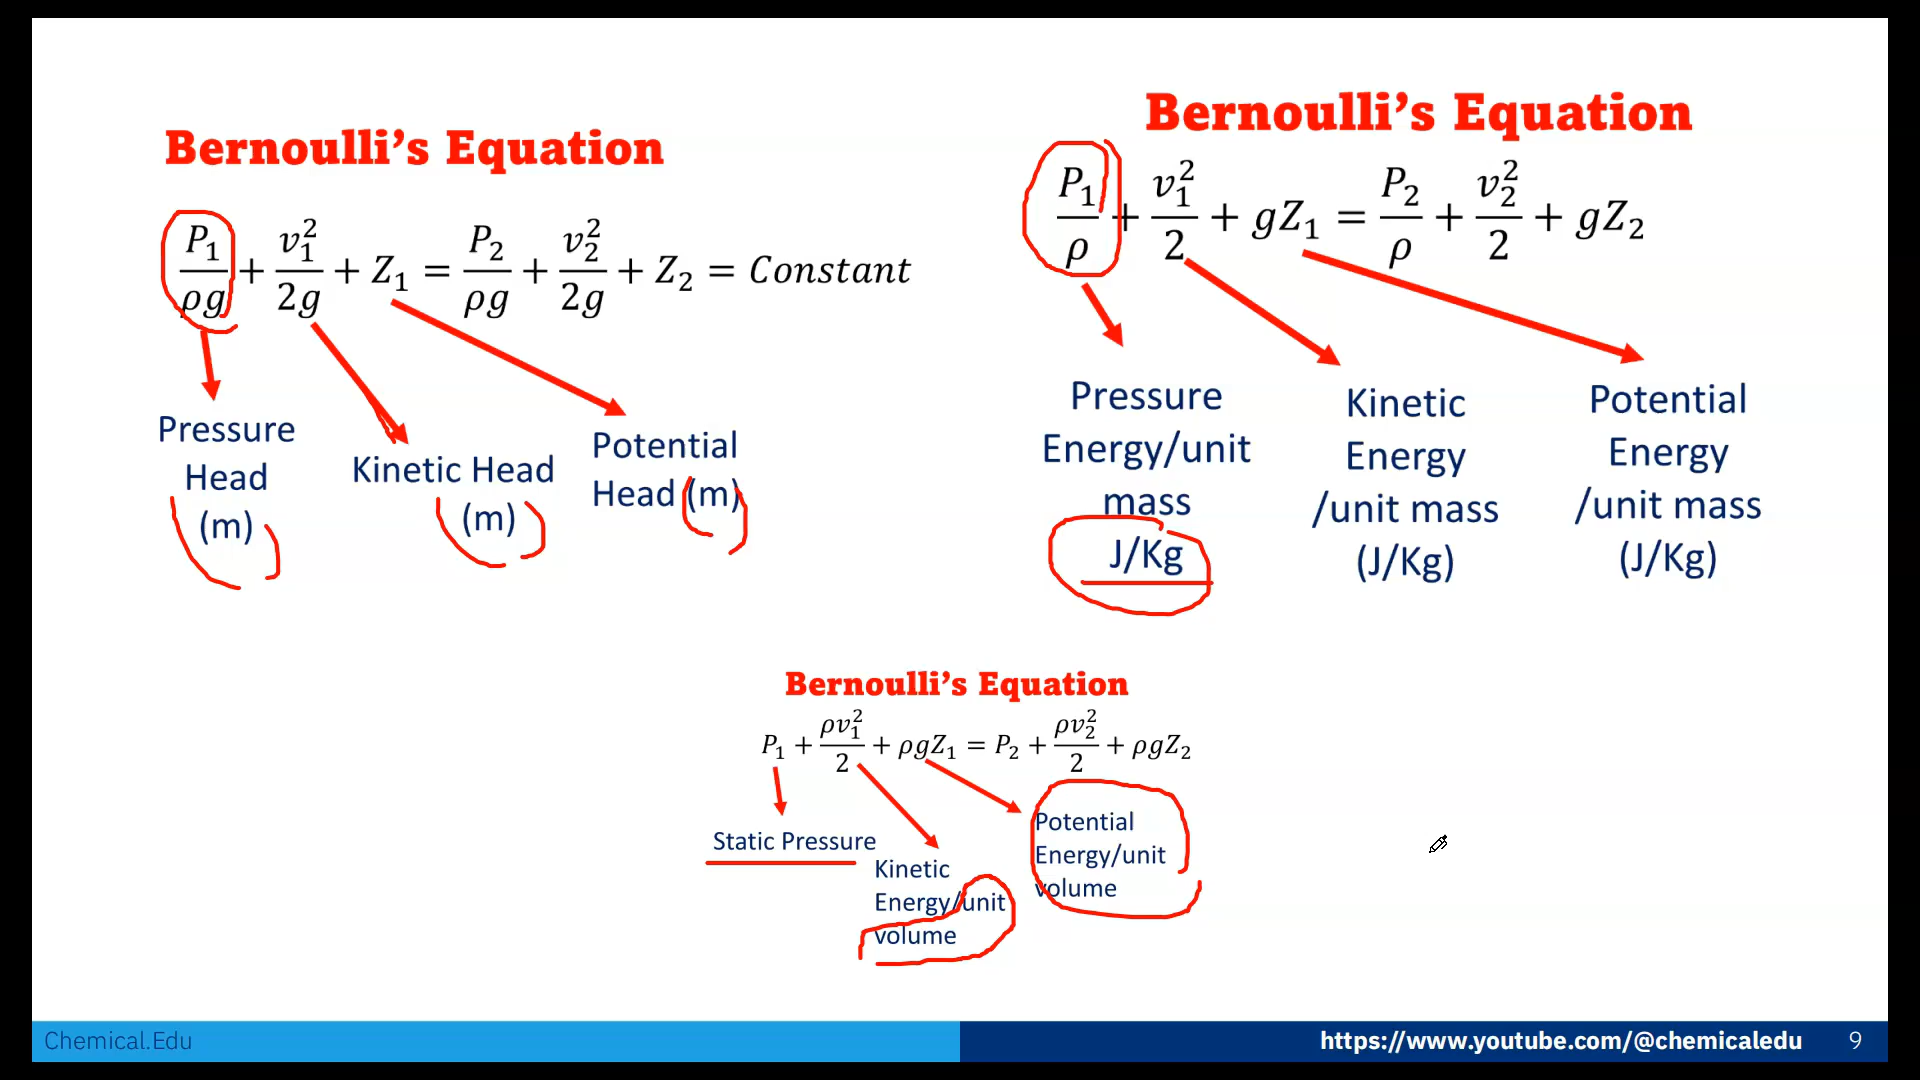 Bernoulli's Equation
P₁/ρg + v₁²/2g + Z₁ = P₂/ρg + v₂²/2g + Z₂ = Constant
Pressure
Head
(m)
Kinetic Head
(m)
Potential
Head (m)
Bernoulli's Equation
P₁/ρ + v₁²/2 + gZ₁ = P₂/ρ + v₂²/2 + gZ₂
Pressure
Energy/unit
mass
J/Kg
Kinetic
Energy
/unit mass
(J/Kg)
Potential
Energy
/unit mass
(J/Kg)
Bernoulli's Equation
P₁ + ρv₁²/2 + ρgZ₁ = P₂ + ρv₂²/2 + ρgZ₂
Static Pressure
Kinetic
Energy/unit
volume
Potential
Energy/unit
volume
Chemical.Edu
https://www.youtube.com/@chemicaledu
9